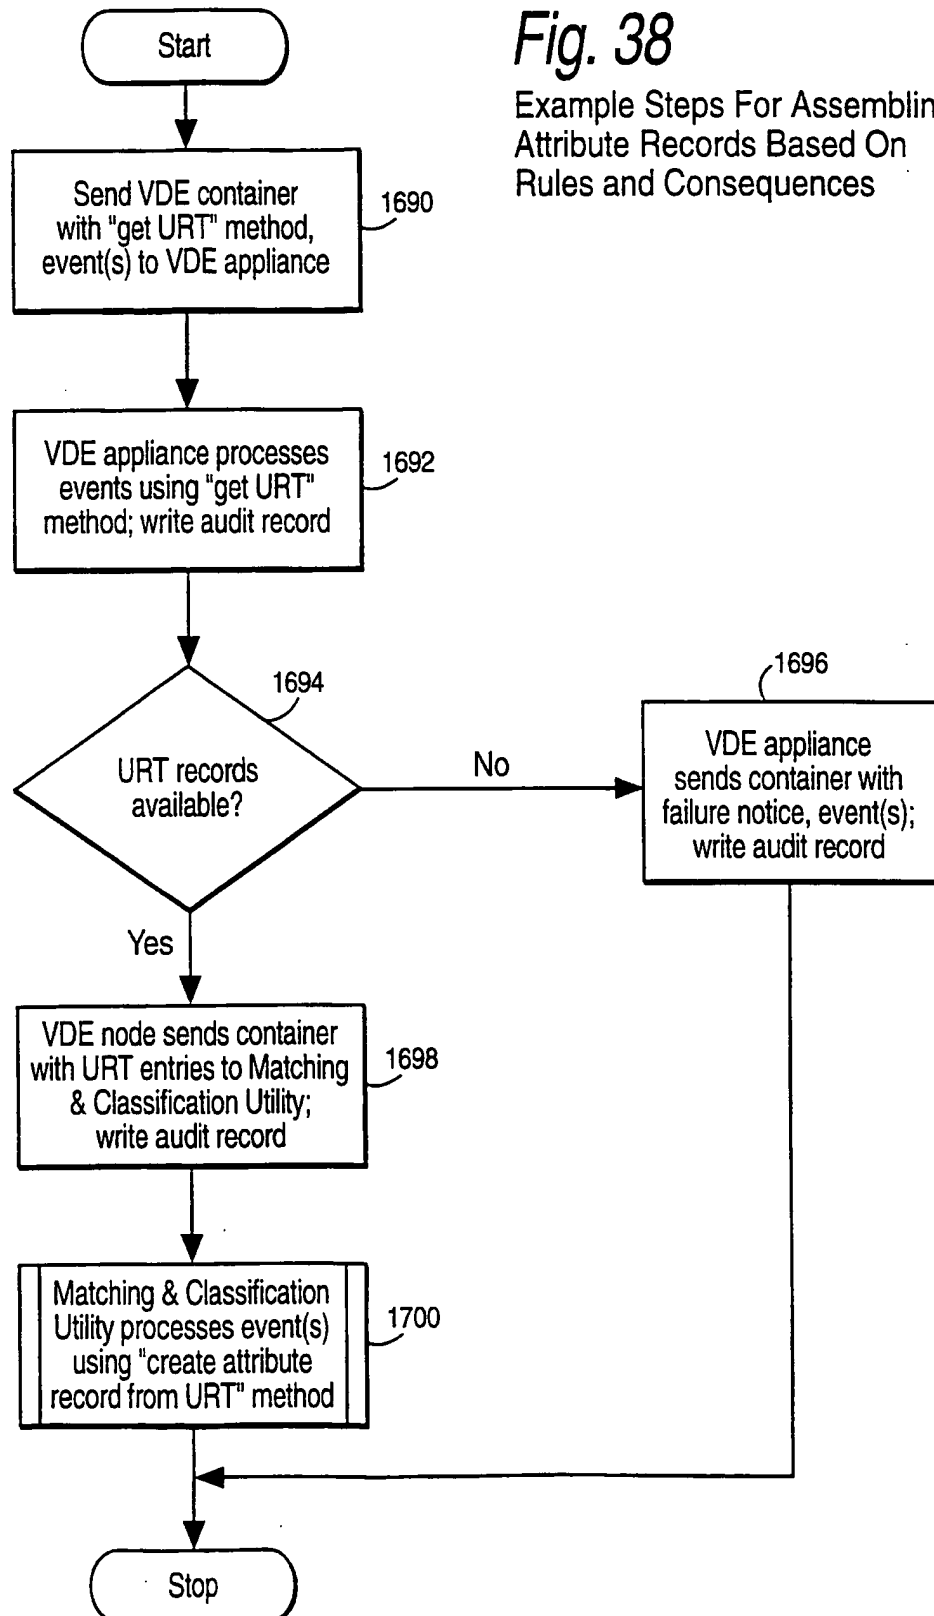 Start
Fig. 38
Example Steps For Assemblin
Attribute Records Based On
Rules and Consequences
Send VDE container
with "get URT" method,
event(s) to VDE appliance
1690
VDE appliance processes
events using "get URT"
method; write audit record
1692
URT records
available?
1694
No
1696
VDE appliance
sends container with
failure notice, event(s);
write audit record
Yes
VDE node sends container
with URT entries to Matching
& Classification Utility;
write audit record
1698
Matching & Classification
Utility processes event(s)
using "create attribute
record from URT" method
1700
Stop